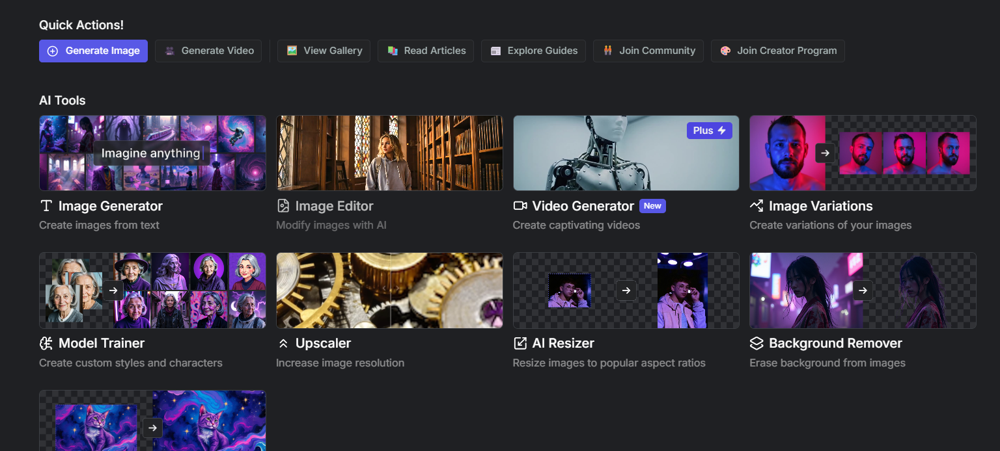 Quick Actions!
Generate Image
Generate Video
View Gallery
Read Articles
Explore Guides
Join Community
Join Creator Program
AI Tools
Imagine anything
Image Generator
Create images from text
Image Editor
Modify images with AI
Plus
Video Generator
New
Create captivating videos
Image Variations
Create variations of your images
Model Trainer
Create custom styles and characters
Upscaler
Increase image resolution
AI Resizer
Resize images to popular aspect ratios
Background Remover
Erase background from images